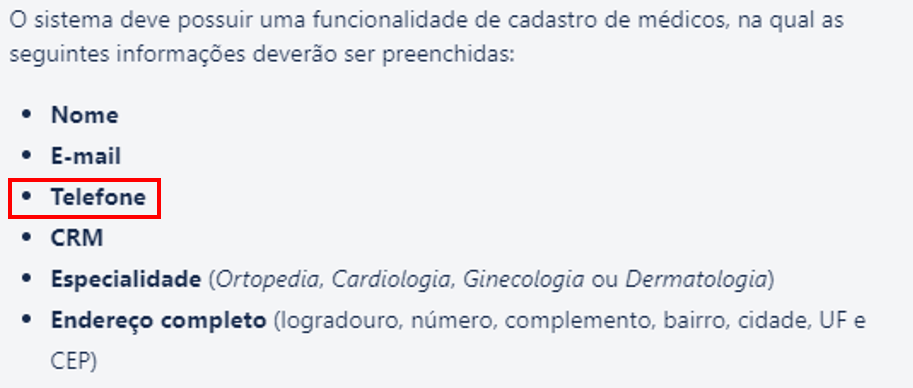 O sistema deve possuir uma funcionalidade de cadastro de médicos, na qual as
seguintes informações deverão ser preenchidas:
• Nome
• E-mail
• Telefone
• CRM
• Especialidade (Ortopedia, Cardiologia, Ginecologia ou Dermatologia)
• Endereço completo (logradouro, número, complemento, bairro, cidade, UF e
CEP)